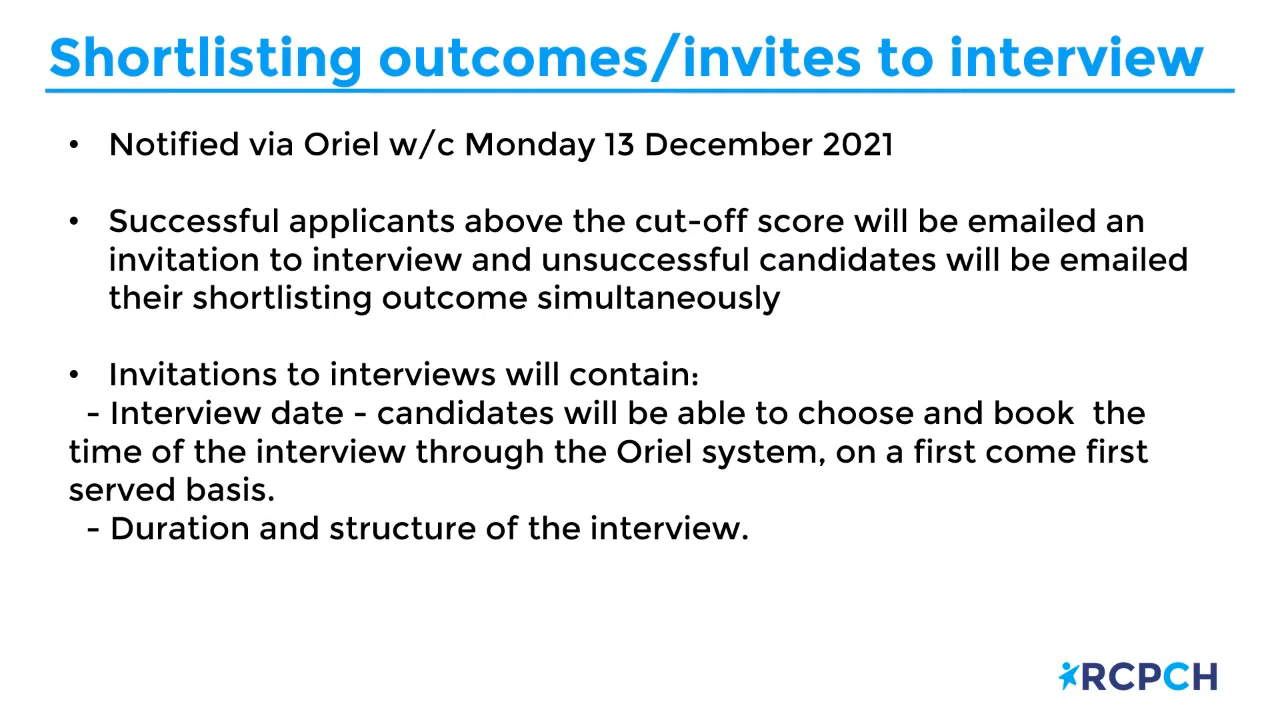 Shortlisting outcomes/invites to interview
• Notified via Oriel w/c Monday 13 December 2021
• Successful applicants above the cut-off score will be emailed an
invitation to interview and unsuccessful candidates will be emailed
their shortlisting outcome simultaneously
• Invitations to interviews will contain:
- Interview date - candidates will be able to choose and book  the
time of the interview through the Oriel system, on a first come first
served basis.
- Duration and structure of the interview.
RCPCH